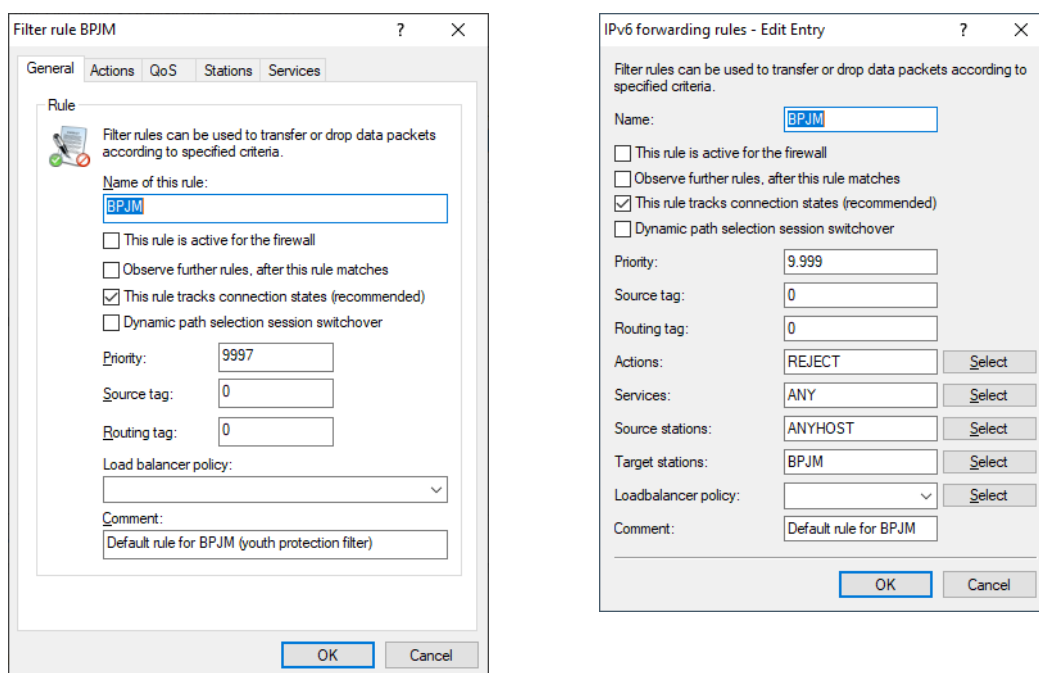 Filter rule BPJM
General Actions QoS Stations Services
Rule
Filter rules can be used to transfer or drop data packets
according to specified criteria.
Name of this rule:
BPJM
This rule is active for the firewall
Observe further rules, after this rule matches
This rule tracks connection states (recommended)
Dynamic path selection session switchover
Priority: 9997
Source tag: 0
Routing tag: 0
Load balancer policy:
Comment:
Default rule for BPJM (youth protection filter)
OK Cancel
IPv6 forwarding rules - Edit Entry
Filter rules can be used to transfer or drop data packets according to
specified criteria.
Name: BPJM
This rule is active for the firewall
Observe further rules, after this rule matches
This rule tracks connection states (recommended)
Dynamic path selection session switchover
Priority: 9.999
Source tag: 0
Routing tag: 0
Actions: REJECT Select
Services: ANY Select
Source stations: ANYHOST Select
Target stations: BPJM Select
Loadbalancer policy: Select
Comment: Default rule for BPJM
OK Cancel